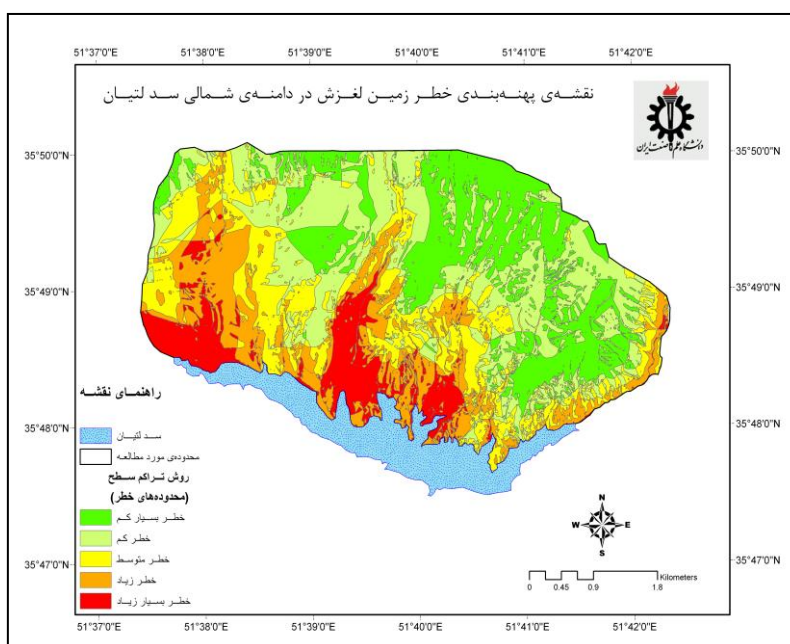 51°37'0"E 51°38'0"E 51°39'0"E 51°40'0"E 51°41'0"E 51°42'0"E
نقشه‌ی پهنه‌بندی خطر زمین لغزش در دامنه‌ی شمالی سد لتیان
دانشگاه علم و صنعت ایران
35°50'0"N 35°50'0"N
35°49'0"N 35°49'0"N
35°48'0"N 35°48'0"N
35°47'0"N 35°47'0"N
راهنمای نقشه
سد لتیان
محدوده‌ی مورد مطالعه
روش تراکم سطح
(محدوده‌های خطر)
خطر بسیار کم
خطر کم
خطر متوسط
خطر زیاد
خطر بسیار زیاد
N
W E
S
Kilometers
0 0.45 0.9 1.8
51°37'0"E 51°38'0"E 51°39'0"E 51°40'0"E 51°41'0"E 51°42'0"E